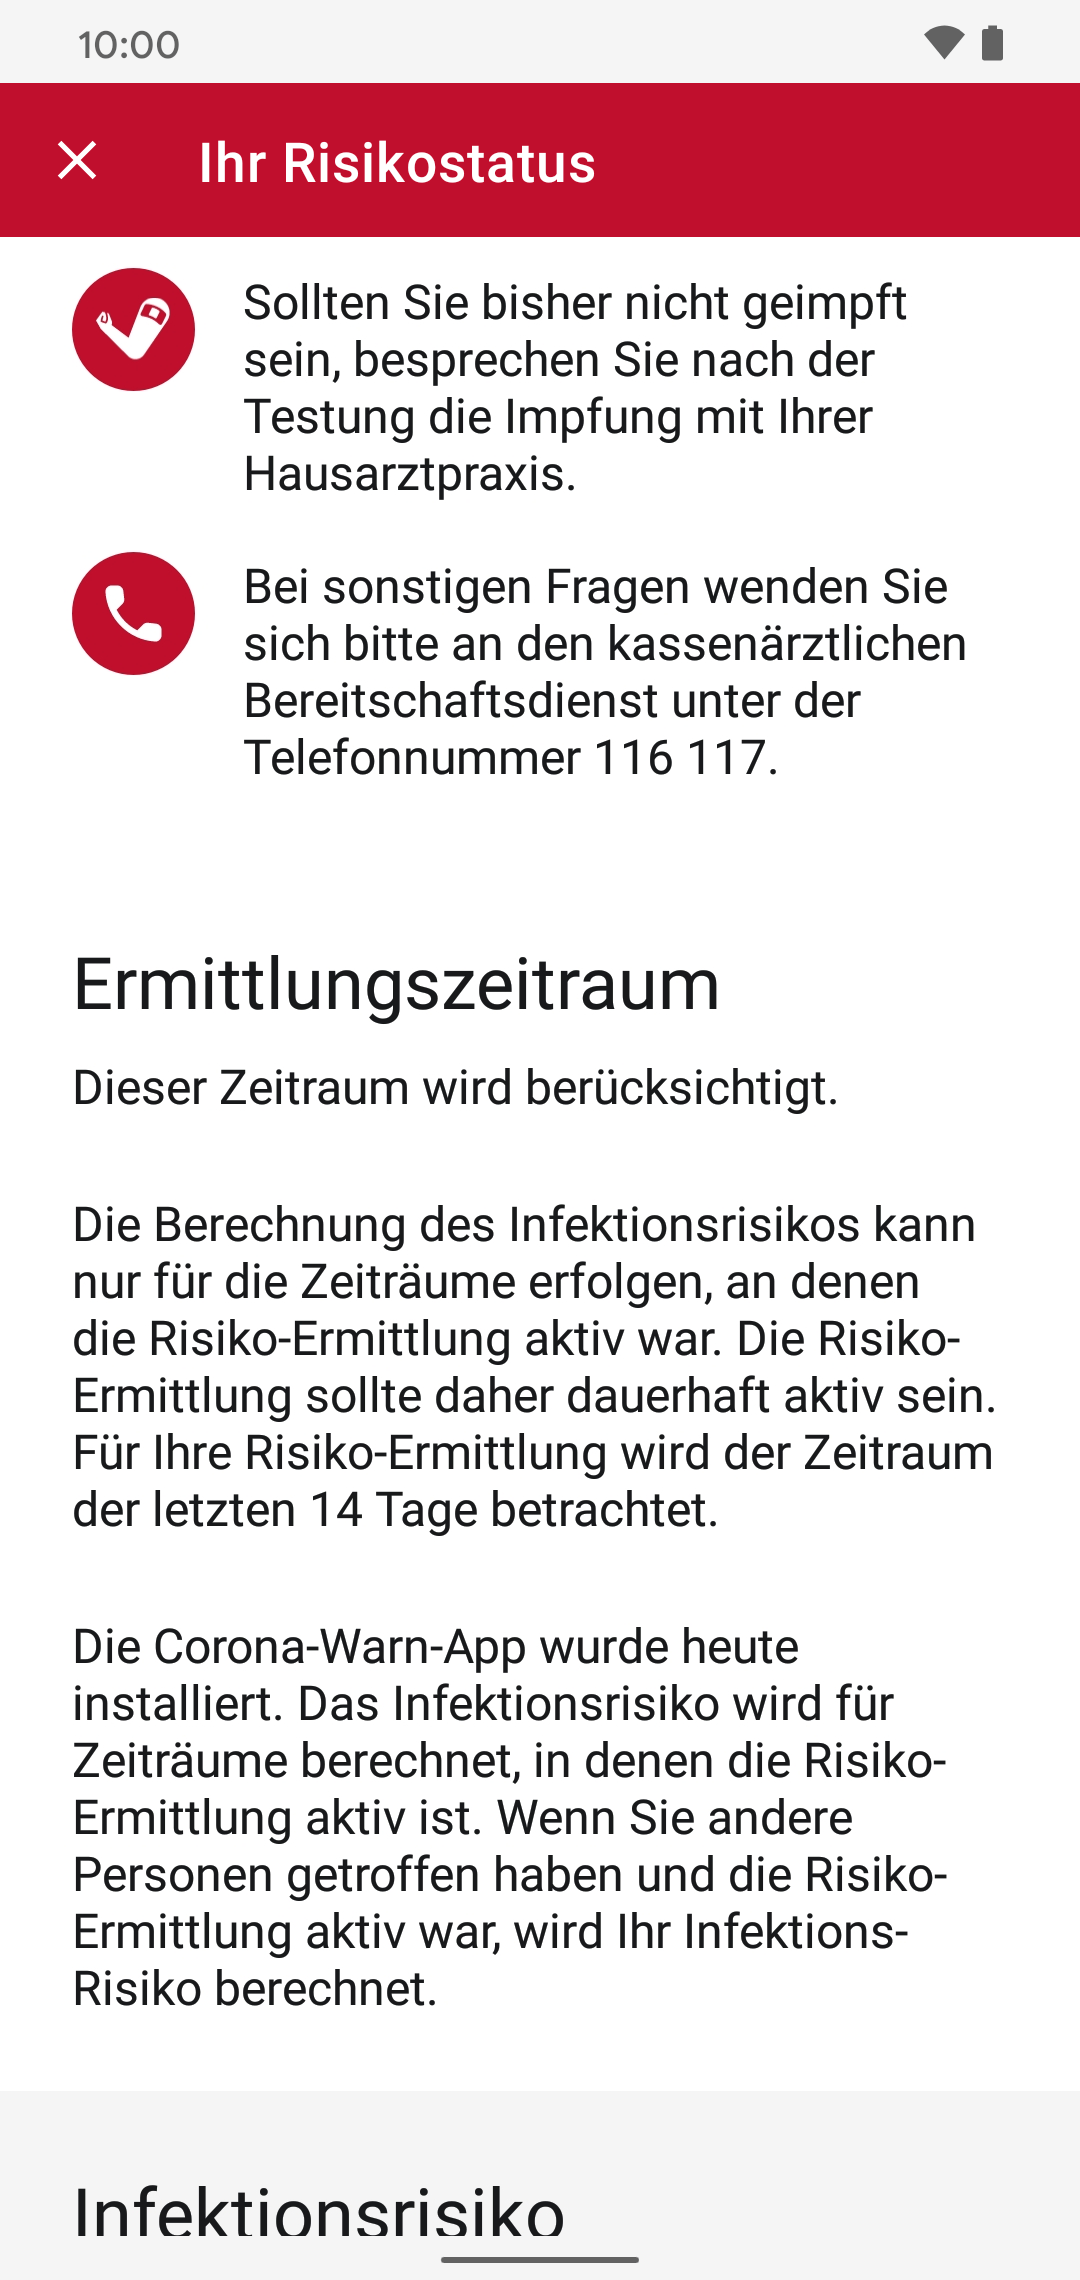 10:00
Ihr Risikostatus
Sollten Sie bisher nicht geimpft
sein, besprechen Sie nach der
Testung die Impfung mit Ihrer
Hausarztpraxis.
Bei sonstigen Fragen wenden Sie
sich bitte an den kassenärztlichen
Bereitschaftsdienst unter der
Telefonnummer 116 117.
Ermittlungszeitraum
Dieser Zeitraum wird berücksichtigt.
Die Berechnung des Infektionsrisikos kann
nur für die Zeiträume erfolgen, an denen
die Risiko-Ermittlung aktiv war. Die Risiko-
Ermittlung sollte daher dauerhaft aktiv sein.
Für Ihre Risiko-Ermittlung wird der Zeitraum
der letzten 14 Tage betrachtet.
Die Corona-Warn-App wurde heute
installiert. Das Infektionsrisiko wird für
Zeiträume berechnet, in denen die Risiko-
Ermittlung aktiv ist. Wenn Sie andere
Personen getroffen haben und die Risiko-
Ermittlung aktiv war, wird Ihr Infektions-
Risiko berechnet.
Infektionsrisiko